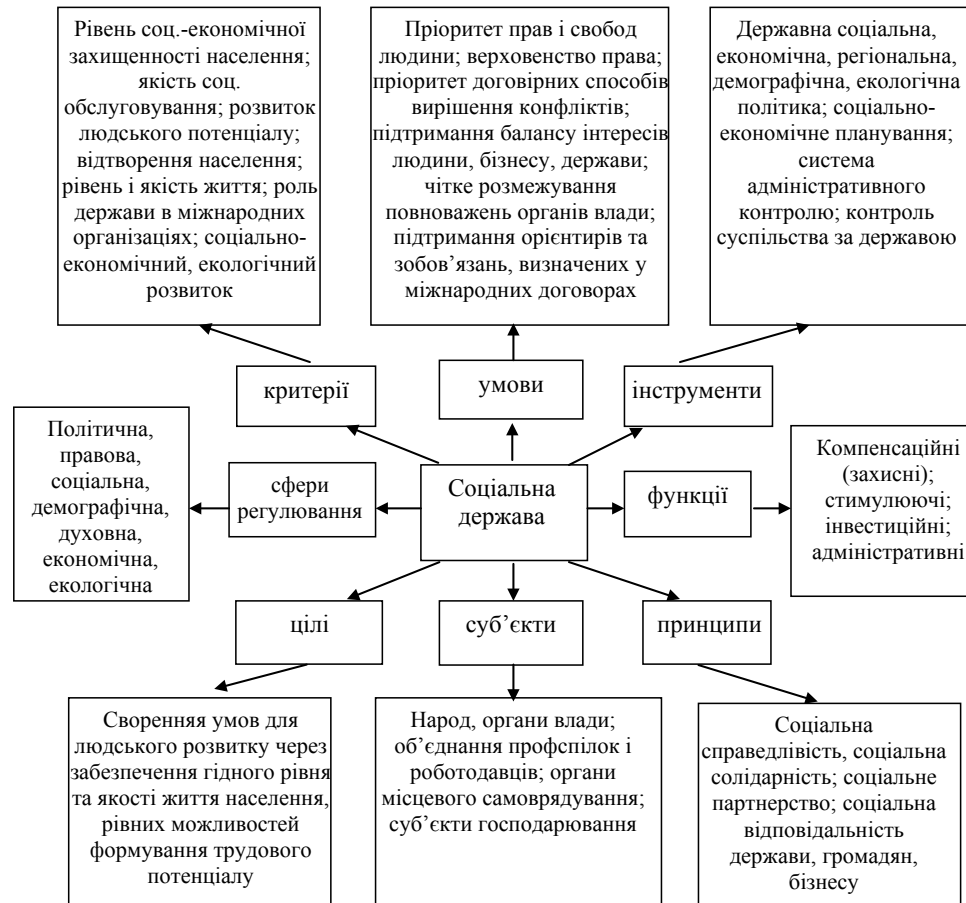 Рівень соц.-економічної
захищенності населення;
якість соц.
обслуговування; розвиток
людського потенціалу;
відтворення населення;
рівень і якість життя; роль
держави в міжнародних
організаціях; соціально-
економічний, екологічний
розвиток
Пріоритет прав і свобод
людини; верховенство права;
пріоритет договірних способів
вирішення конфліктів;
підтримання балансу інтересів
людини, бізнесу, держави;
чітке розмежування
повноважень органів влади;
підтримання орієнтирів та
зобов’язань, визначених у
міжнародних договорах
Державна соціальна,
економічна, регіональна,
демографічна, екологічна
політика; соціально-
економічне планування;
система
адміністративного
контролю; контроль
суспільства за державою
критерії
умови
інструменти
Політична,
правова,
соціальна,
демографічна,
духовна,
економічна,
екологічна
сфери
регулювання
Соціальна
держава
функції
Компенсаційні
(захисні);
стимулюючі;
інвестиційні;
адміністративні
цілі
суб’єкти
принципи
Сворення умов для
людського розвитку через
забезпечення гідного рівня
та якості життя населення,
рівних можливостей
формування трудового
потенціалу
Народ, органи влади;
об’єднання профспілок і
роботодавців; органи
місцевого самоврядування;
суб’єкти господарювання
Соціальна
справедлівість, соціальна
солідарність; соціальне
партнерство; соціальна
відповідальність
держави, громадян,
бізнесу